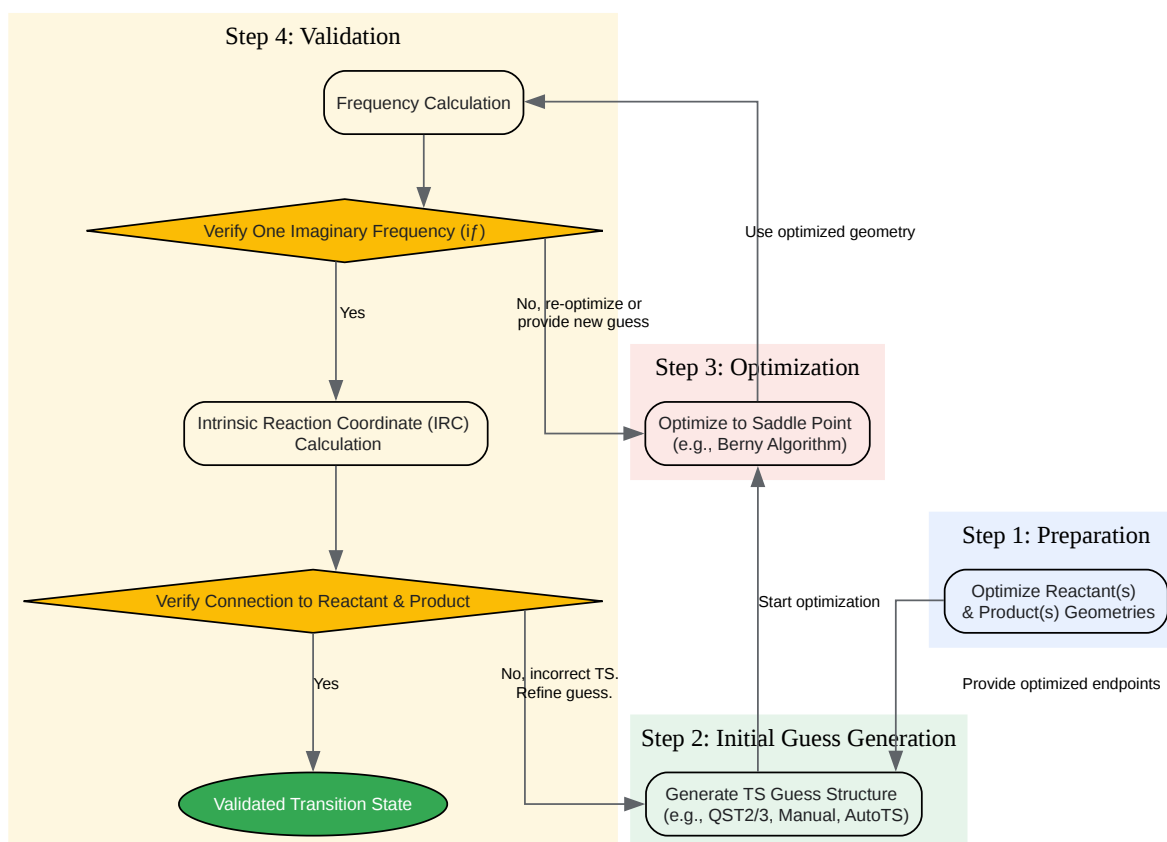 Step 4: Validation
Frequency Calculation
Verify One Imaginary Frequency (iƒ)
Use optimized geometry
No, re-optimize or
provide new guess
Yes
Step 3: Optimization
Optimize to Saddle Point
(e.g., Berny Algorithm)
Intrinsic Reaction Coordinate (IRC)
Calculation
Step 1: Preparation
Optimize Reactant(s)
& Product(s) Geometries
Verify Connection to Reactant & Product
Start optimization
No, incorrect TS.
Refine guess.
Yes
Provide optimized endpoints
Step 2: Initial Guess Generation
Generate TS Guess Structure
(e.g., QST2/3, Manual, AutoTS)
Validated Transition State